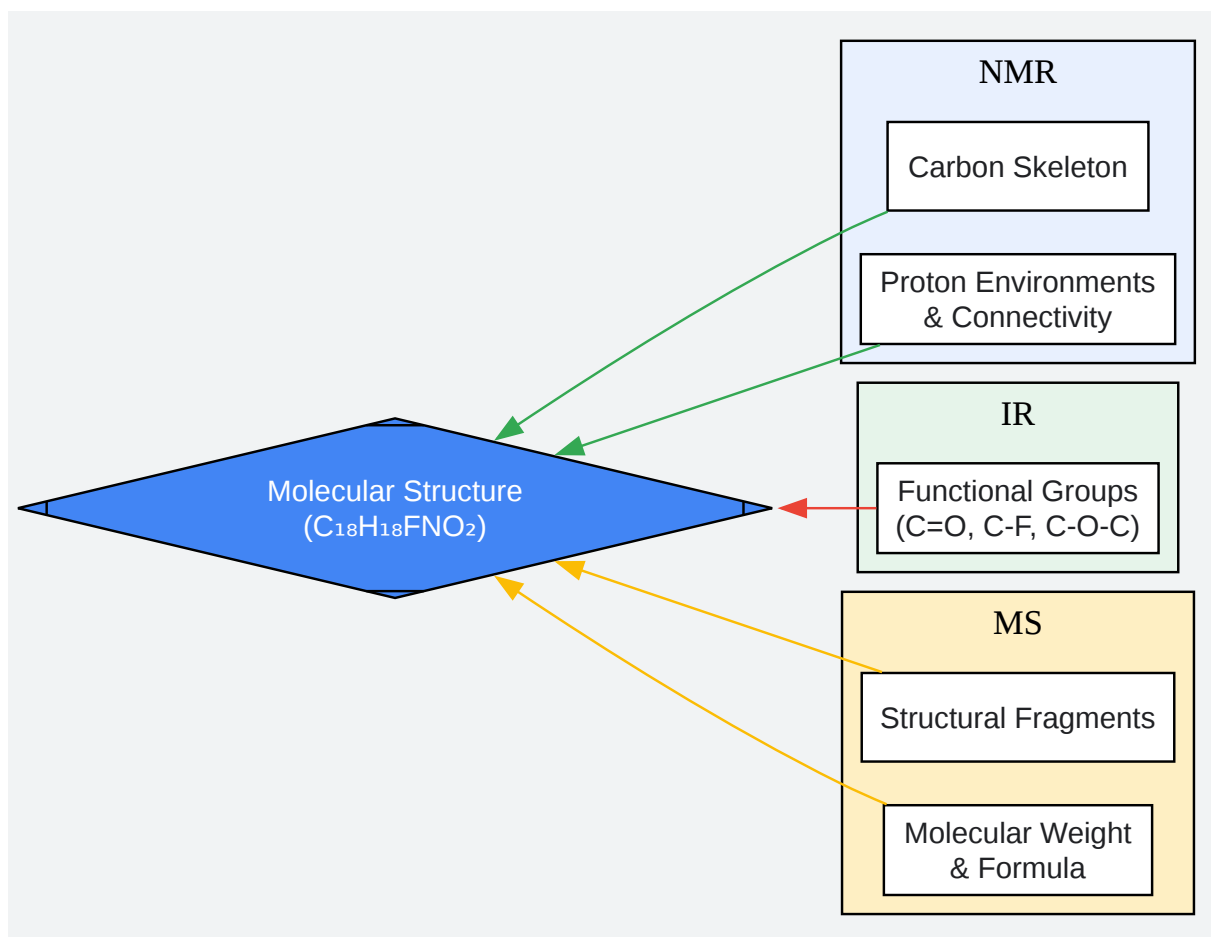 NMR
Carbon Skeleton
Proton Environments
& Connectivity
IR
Functional Groups
(C=O, C-F, C-O-C)
Molecular Structure
(C₁₈H₁₈FNO₂)
MS
Structural Fragments
Molecular Weight
& Formula